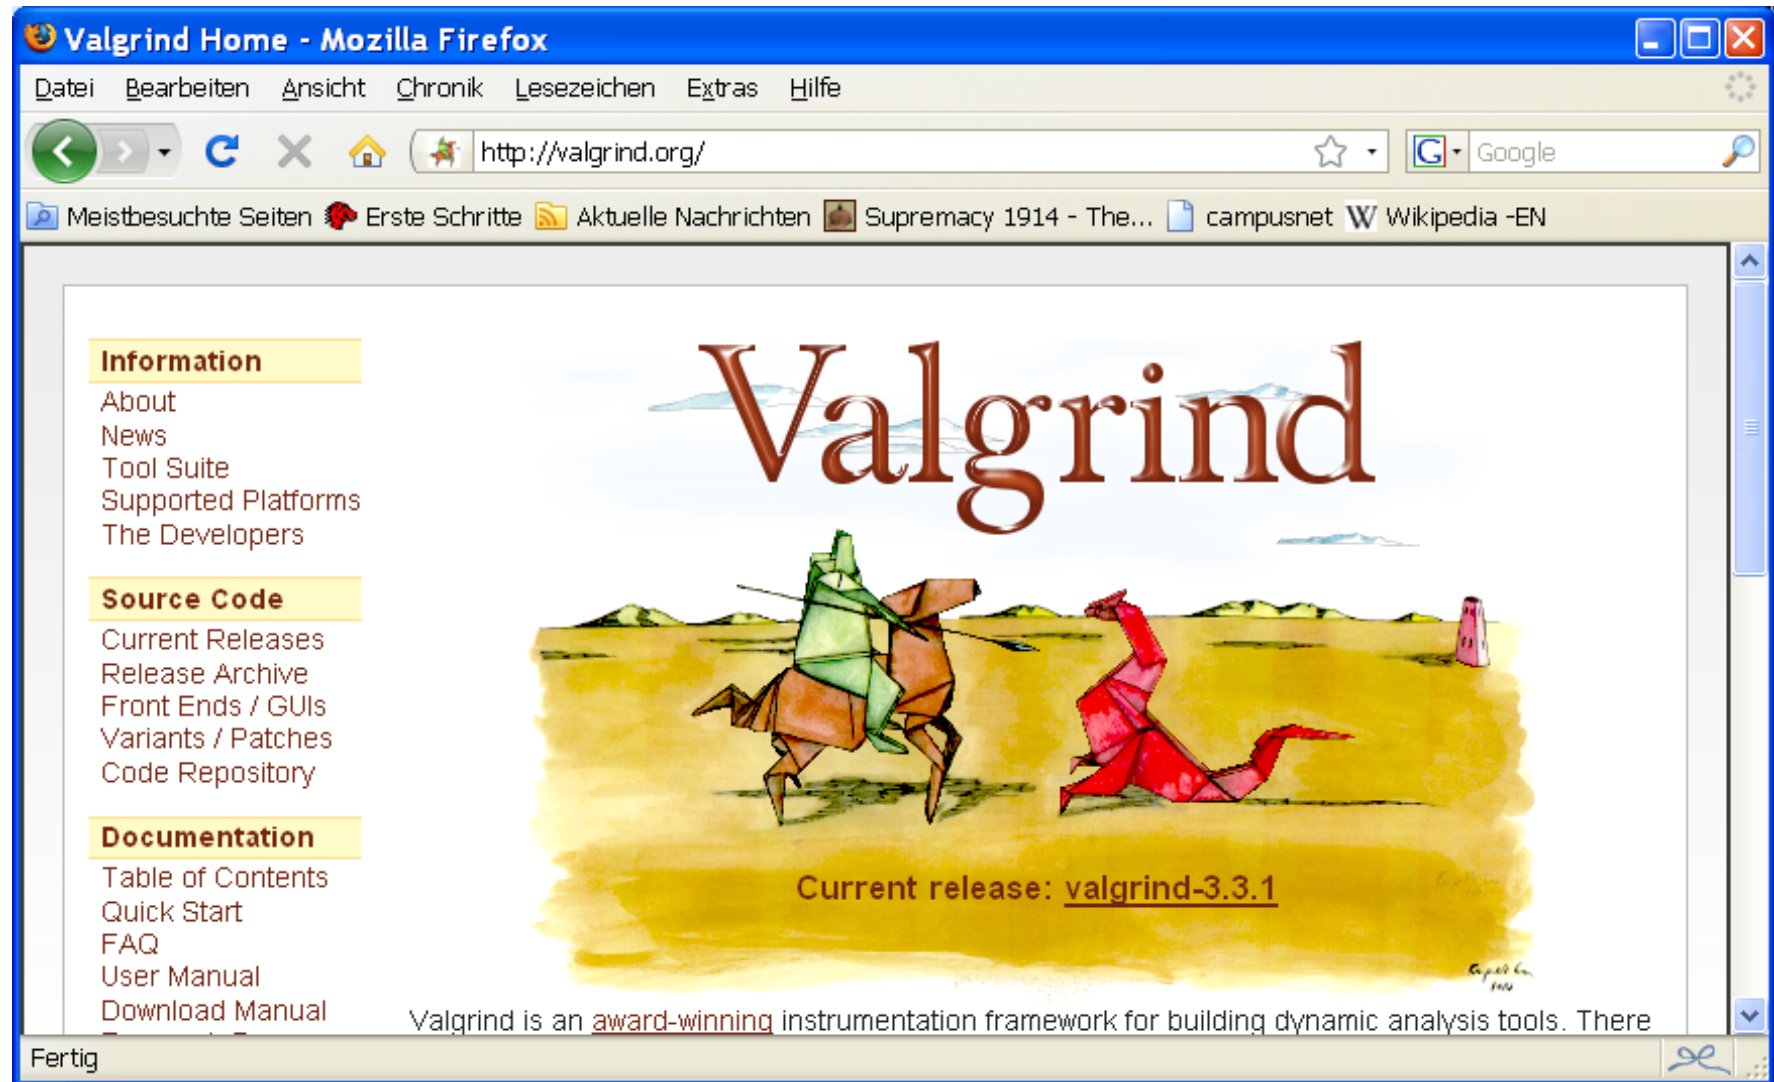 Valgrind Home - Mozilla Firefox
Datei Bearbeiten Ansicht Chronik Lesezeichen Extras Hilfe
http://valgrind.org/ G Google
Meistbesuchte Seiten Erste Schritte Aktuelle Nachrichten Supremacy 1914 - The... campusnet W Wikipedia -EN
Valgrind
Information
About
News
Tool Suite
Supported Platforms
The Developers
Source Code
Current Releases
Release Archive
Front Ends / GUIs
Variants / Patches
Code Repository
Documentation
Table of Contents
Quick Start
FAQ
User Manual
Download Manual
Current release: valgrind-3.3.1
Valgrind is an award-winning instrumentation framework for building dynamic analysis tools. There
Fertig